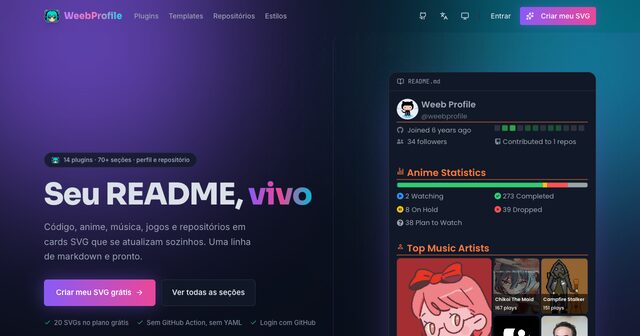 WeebProfile
Plugins
Templates
Repositórios
Estilos
Entrar
Criar meu SVG
14 plugins · 70+ seções · perfil e repositório
Seu README, vivo
Código, anime, música, jogos e repositórios em
cards SVG que se atualizam sozinhos. Uma linha
de markdown e pronto.
Criar meu SVG grátis →
Ver todas as seções
20 SVGs no plano grátis
Sem GitHub Action, sem YAML
Login com GitHub
README.md
Weeb Profile
@weebprofile
Joined 6 years ago
34 followers
Contributed to 1 repos
Anime Statistics
2 Watching
273 Completed
8 On Hold
39 Dropped
38 Plan to Watch
Top Music Artists
Chikoi The Maid
167 plays
Campfire Stalker
151 plays